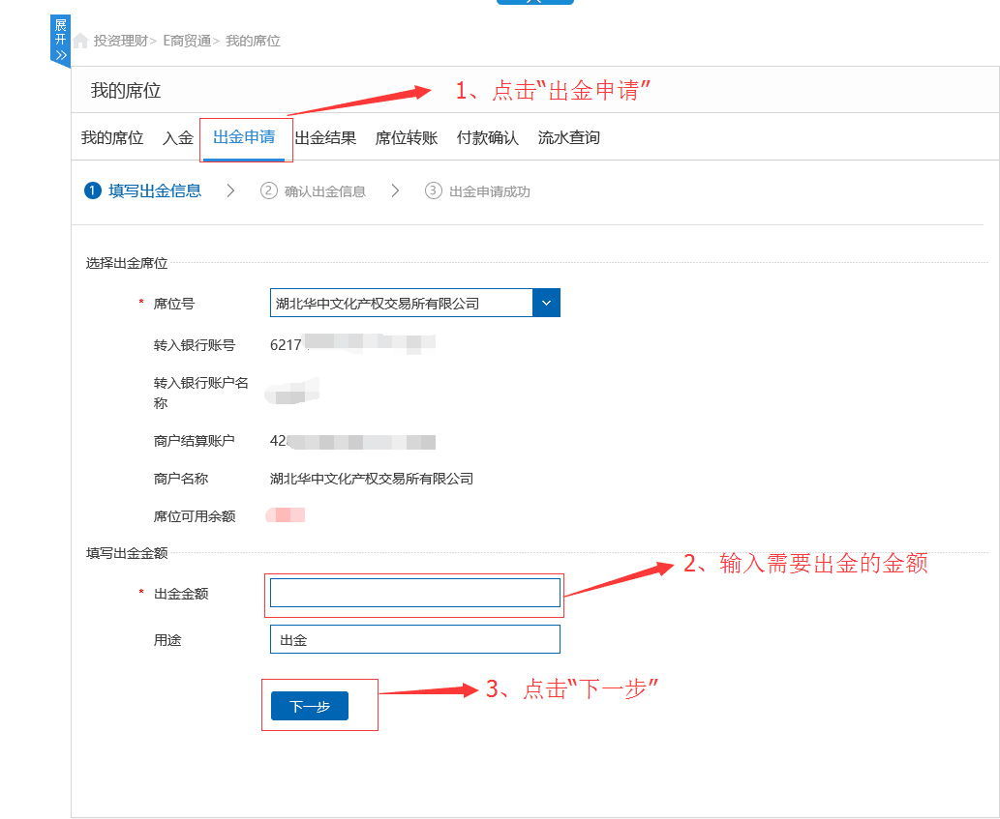 展开
投资理财> E商贸通> 我的席位
我的席位
1、点击“出金申请”
我的席位 入金 出金申请 出金结果 席位转账 付款确认 流水查询
1 填写出金信息 2 确认出金信息 3 出金申请成功
选择出金席位
* 席位号 湖北华中文化产权交易所有限公司
转入银行账号 6217
转入银行账户名
称
商户结算账户 42
商户名称 湖北华中文化产权交易所有限公司
席位可用余额
填写出金金额
2、输入需要出金的金额
* 出金金额
用途 出金
3、点击“下一步”
下一步